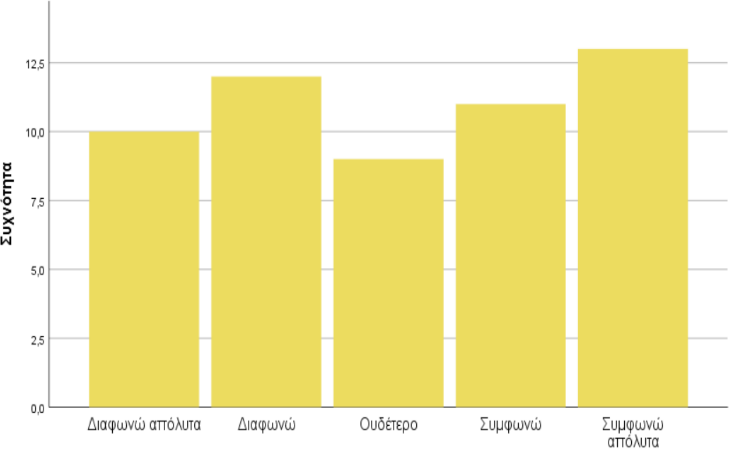 Συχνότητα
12,5
10,0
7,5
5,0
2,5
0,0
Διαφωνώ απόλυτα
Διαφωνώ
Ουδέτερο
Συμφωνώ
Συμφωνώ
απόλυτα